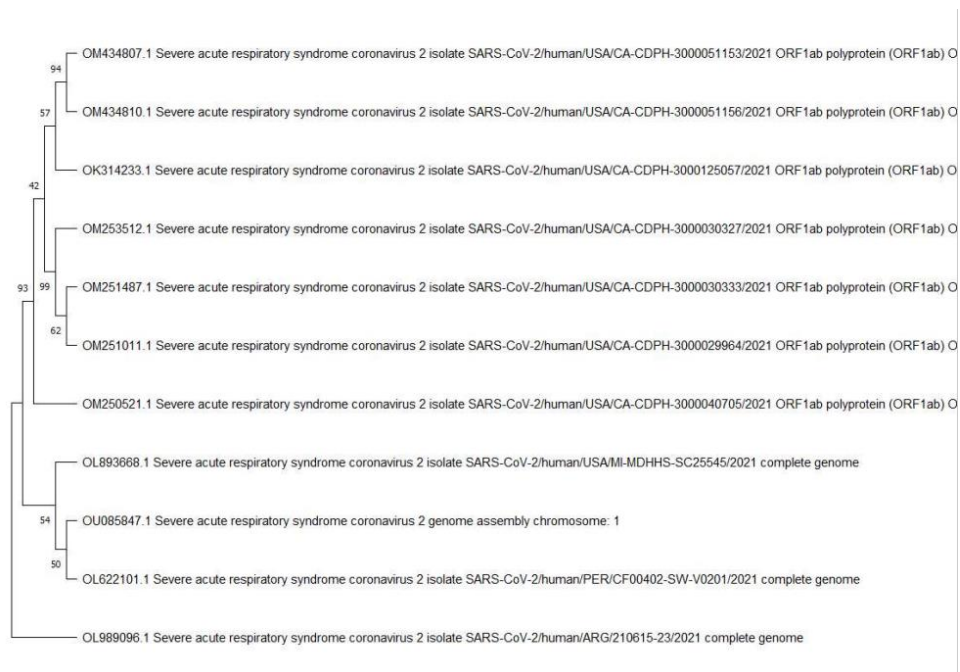 OM434807.1 Severe acute respiratory syndrome coronavirus 2 isolate SARS-CoV-2/human/USA/CA-CDPH-3000051153/2021 ORF1ab polyprotein (ORF1ab) O
94
OM434810.1 Severe acute respiratory syndrome coronavirus 2 isolate SARS-CoV-2/human/USA/CA-CDPH-3000051156/2021 ORF1ab polyprotein (ORF1ab) O
57
OK314233.1 Severe acute respiratory syndrome coronavirus 2 isolate SARS-CoV-2/human/USA/CA-CDPH-3000125057/2021 ORF1ab polyprotein (ORF1ab) O
42
OM253512.1 Severe acute respiratory syndrome coronavirus 2 isolate SARS-CoV-2/human/USA/CA-CDPH-3000030327/2021 ORF1ab polyprotein (ORF1ab) O
93
99
OM251487.1 Severe acute respiratory syndrome coronavirus 2 isolate SARS-CoV-2/human/USA/CA-CDPH-3000030333/2021 ORF1ab polyprotein (ORF1ab) O
62
OM251011.1 Severe acute respiratory syndrome coronavirus 2 isolate SARS-CoV-2/human/USA/CA-CDPH-3000029964/2021 ORF1ab polyprotein (ORF1ab) O
OM250521.1 Severe acute respiratory syndrome coronavirus 2 isolate SARS-CoV-2/human/USA/CA-CDPH-3000040705/2021 ORF1ab polyprotein (ORF1ab) O
OL893668.1 Severe acute respiratory syndrome coronavirus 2 isolate SARS-CoV-2/human/USA/MI-MDHHS-SC25545/2021 complete genome
54
OU085847.1 Severe acute respiratory syndrome coronavirus 2 genome assembly chromosome: 1
50
OL622101.1 Severe acute respiratory syndrome coronavirus 2 isolate SARS-CoV-2/human/PER/CF00402-SW-V0201/2021 complete genome
OL989096.1 Severe acute respiratory syndrome coronavirus 2 isolate SARS-CoV-2/human/ARG/210615-23/2021 complete genome